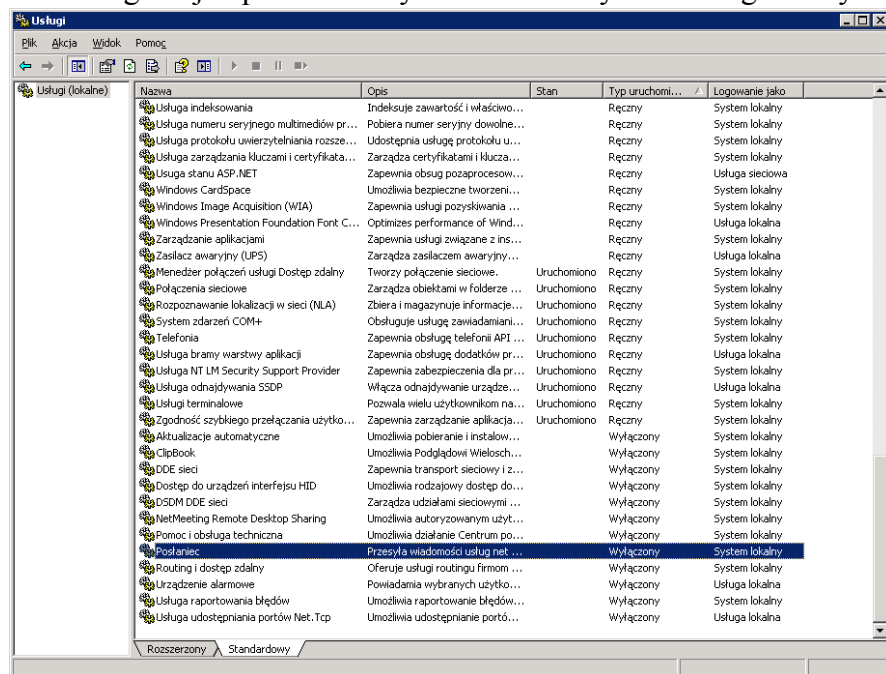 Usługi
Plik Akcja Widok Pomoc
Usługi (lokalne)
Nazwa Opis Stan Typ uruchomi... Logowanie jako
Usługa indeksowania Indeksuje zawartość i właściwo... Ręczny System lokalny
Usługa numeru seryjnego multimediów pr... Pobiera numer seryjny dowolne... Ręczny System lokalny
Usługa protokołu uwierzytelniania rozsze... Udostępnia usługę protokołu u... Ręczny System lokalny
Usługa zarządzania kluczami i certyfikata... Zarządza certyfikatami i klucza... Ręczny System lokalny
Usuga stanu ASP.NET Zapewnia obsug pozaprocesow... Ręczny Usługa sieciowa
Windows CardSpace Umożliwia bezpieczne tworzeni... Ręczny System lokalny
Windows Image Acquisition (WIA) Zapewnia usługi pozyskiwania ... Ręczny System lokalny
Windows Presentation Foundation Font C... Optimizes performance of Wind... Ręczny Usługa lokalna
Zarządzanie aplikacjami Zapewnia usługi związane z ins... Ręczny System lokalny
Zasilacz awaryjny (UPS) Zarządza zasilaczem awaryjny... Ręczny Usługa lokalna
Menedżer połączeń usługi Dostęp zdalny Tworzy połączenie sieciowe. Uruchomiono Ręczny System lokalny
Połączenia sieciowe Zarządza obiektami w folderze ... Uruchomiono Ręczny System lokalny
Rozpoznawanie lokalizacji w sieci (NLA) Zbiera i magazynuje informacje... Uruchomiono Ręczny System lokalny
System zdarzeń COM+ Obsługuje usługę zawiadamiani... Uruchomiono Ręczny System lokalny
Telefonia Zapewnia obsługę telefonii API ... Uruchomiono Ręczny System lokalny
Usługa bramy warstwy aplikacji Zapewnia obsługę dodatków pr... Uruchomiono Ręczny Usługa lokalna
Usługa NT LM Security Support Provider Zapewnia zabezpieczenia dla pr... Uruchomiono Ręczny System lokalny
Usługa odnajdywania SSDP Włącza odnajdywanie urządze... Uruchomiono Ręczny Usługa lokalna
Usługi terminalowe Pozwala wielu użytkownikom na... Uruchomiono Ręczny System lokalny
Zgodność szybkiego przełączania użytko... Zapewnia zarządzanie aplikacja... Uruchomiono Ręczny System lokalny
Aktualizacje automatyczne Umożliwia pobieranie i instalow... Wyłączony System lokalny
ClipBook Umożliwia Podglądowi Wielosch... Wyłączony System lokalny
DDE sieci Zapewnia transport sieciowy i z... Wyłączony System lokalny
Dostęp do urządzeń interfejsu HID Umożliwia rodzajowy dostęp do... Wyłączony System lokalny
DSDM DDE sieci Zarządza udziałami sieciowymi ... Wyłączony System lokalny
NetMeeting Remote Desktop Sharing Umożliwia autoryzowanym użyt... Wyłączony System lokalny
Pomoc i obsługa techniczna Umożliwia działanie Centrum po... Wyłączony System lokalny
Posłaniec Przesyła wiadomości usług net ... Wyłączony System lokalny
Routing i dostęp zdalny Oferuje usługi routingu firmom ... Wyłączony System lokalny
Urządzenie alarmowe Powiadamia wybranych użytko... Wyłączony Usługa lokalna
Usługa raportowania błędów Umożliwia raportowanie błędów... Wyłączony System lokalny
Usługa udostępniania portów Net.Tcp Umożliwia udostępnianie portó... Wyłączony Usługa lokalna
Rozszerzony Standardowy